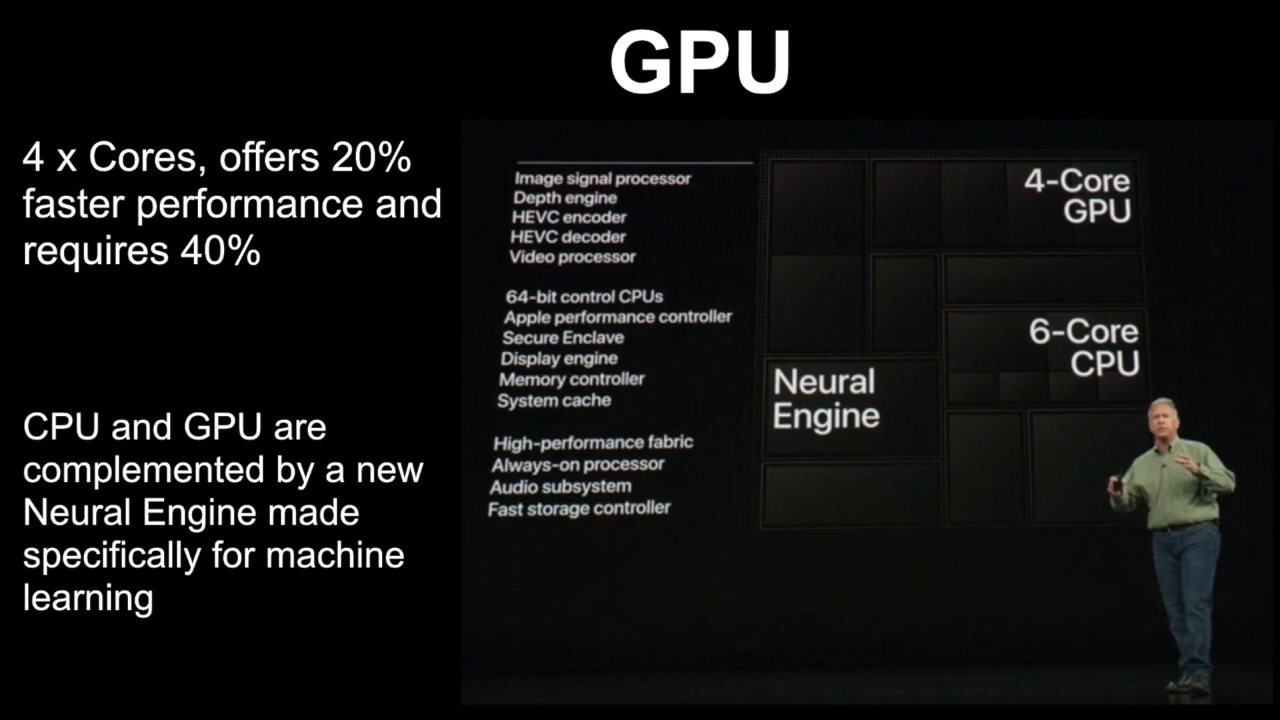 GPU
4 x Cores, offers 20%
faster performance and
requires 40%
CPU and GPU are
complemented by a new
Neural Engine made
specifically for machine
learning
Image signal processor
Depth engine
HEVC encoder
HEVC decoder
Video processor
64-bit control CPUs
Apple performance controller
Secure Enclave
Display engine
Memory controller
System cache
High-performance fabric
Always-on processor
Audio subsystem
Fast storage controller
4-Core
GPU
6-Core
CPU
Neural
Engine